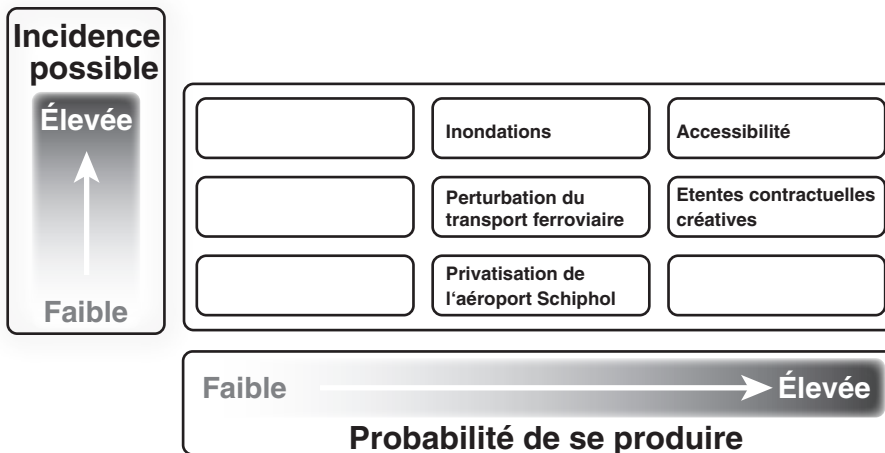 Incidence
possible
Élevée
Faible
Inondations
Accessibilité
Perturbation du
transport ferroviaire
Etentes contractuelles
créatives
Privatisation de
l‘aéroport Schiphol
Faible
Élevée
Probabilité de se produire